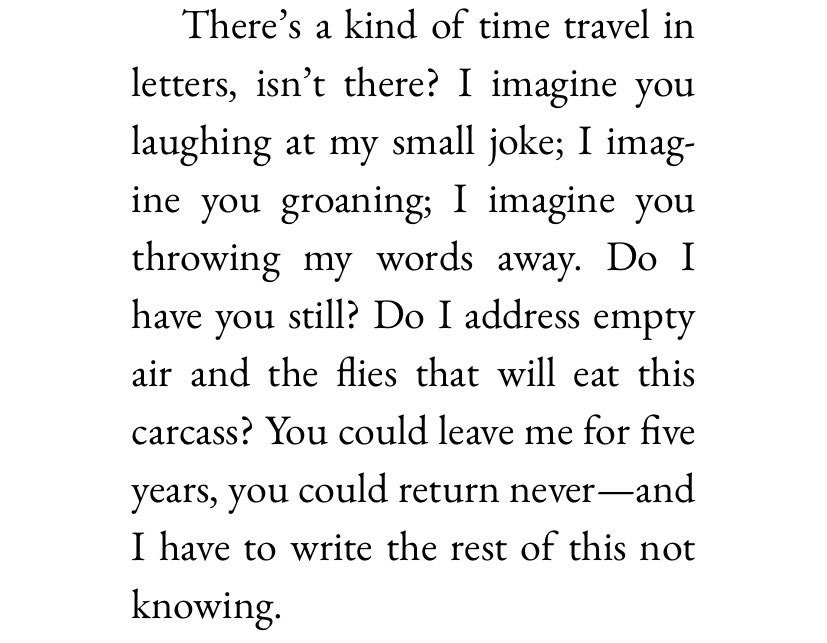 There’s a kind of time travel in
letters, isn’t there? I imagine you
laughing at my small joke; I imag-
ine you groaning; I imagine you
throwing my words away. Do I
have you still? Do I address empty
air and the flies that will eat this
carcass? You could leave me for five
years, you could return never—and
I have to write the rest of this not
knowing.